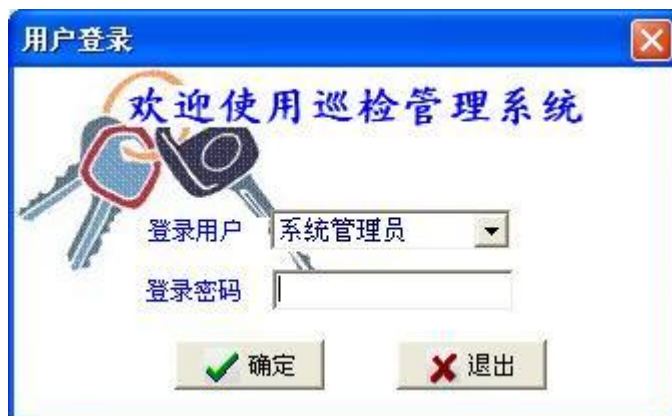 用户登录
欢迎使用巡检管理系统
登录用户 系统管理员
登录密码
确定 退出